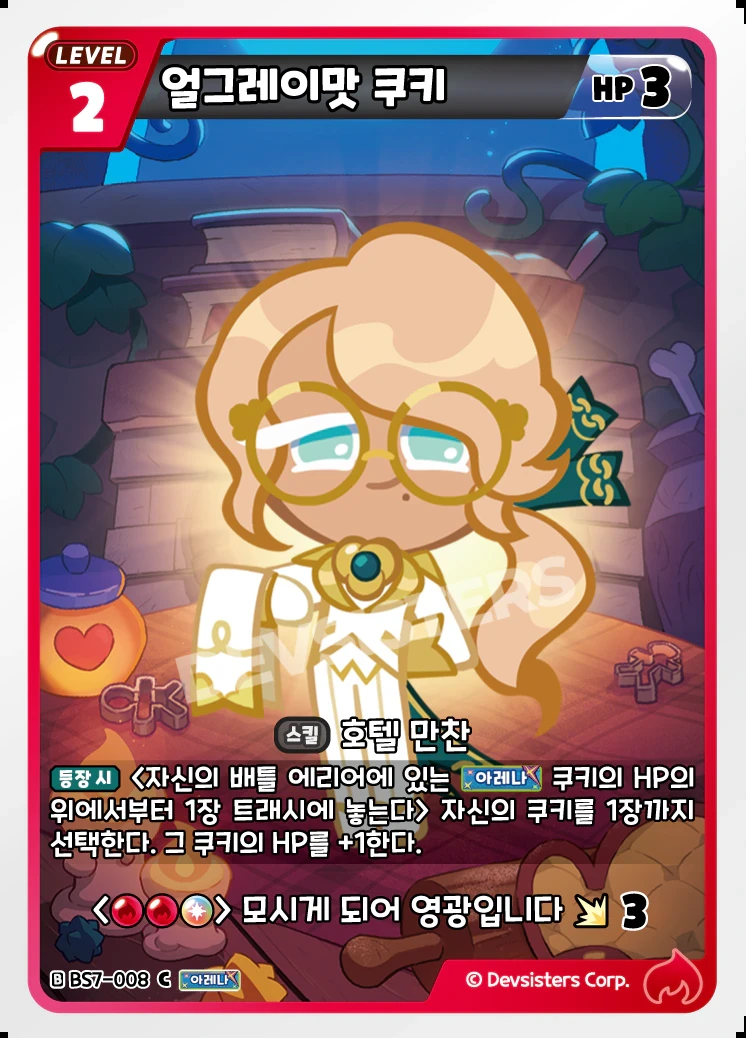 LEVEL
2
얼그레이맛 쿠키
HP 3
DEVSISTERS
스킬 호텔 만찬
등장 시 <자신의 배틀 에리어에 있는 아레나 쿠키의 HP의
위에서부터 1장 트래시에 놓는다> 자신의 쿠키를 1장까지
선택한다. 그 쿠키의 HP를 +1한다.
< > 모시게 되어 영광입니다 3
B BS7-008 C 아레나
© Devsisters Corp.